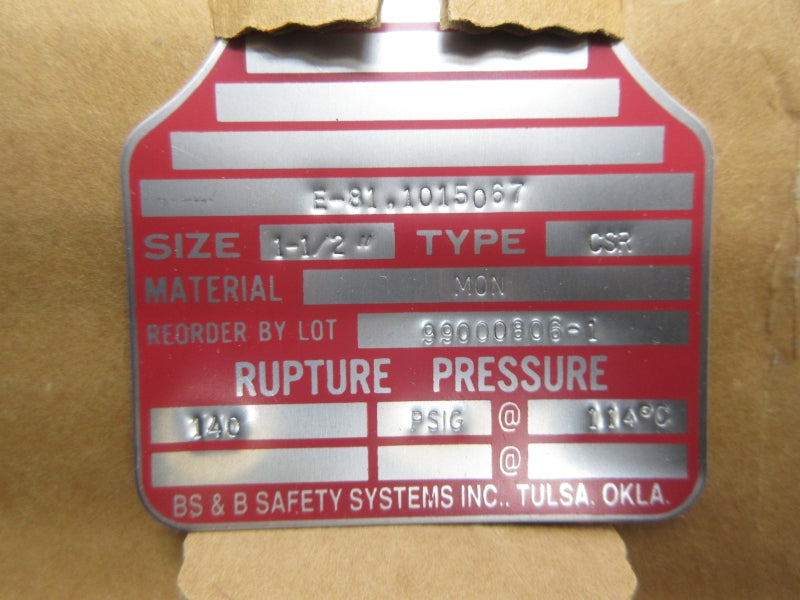 E-81.1015067
SIZE 1-1/2" TYPE CSR
MATERIAL MON
REORDER BY LOT 99000806-1
RUPTURE PRESSURE
140 PSIG @ 114°C
@
BS & B SAFETY SYSTEMS INC., TULSA, OKLA.